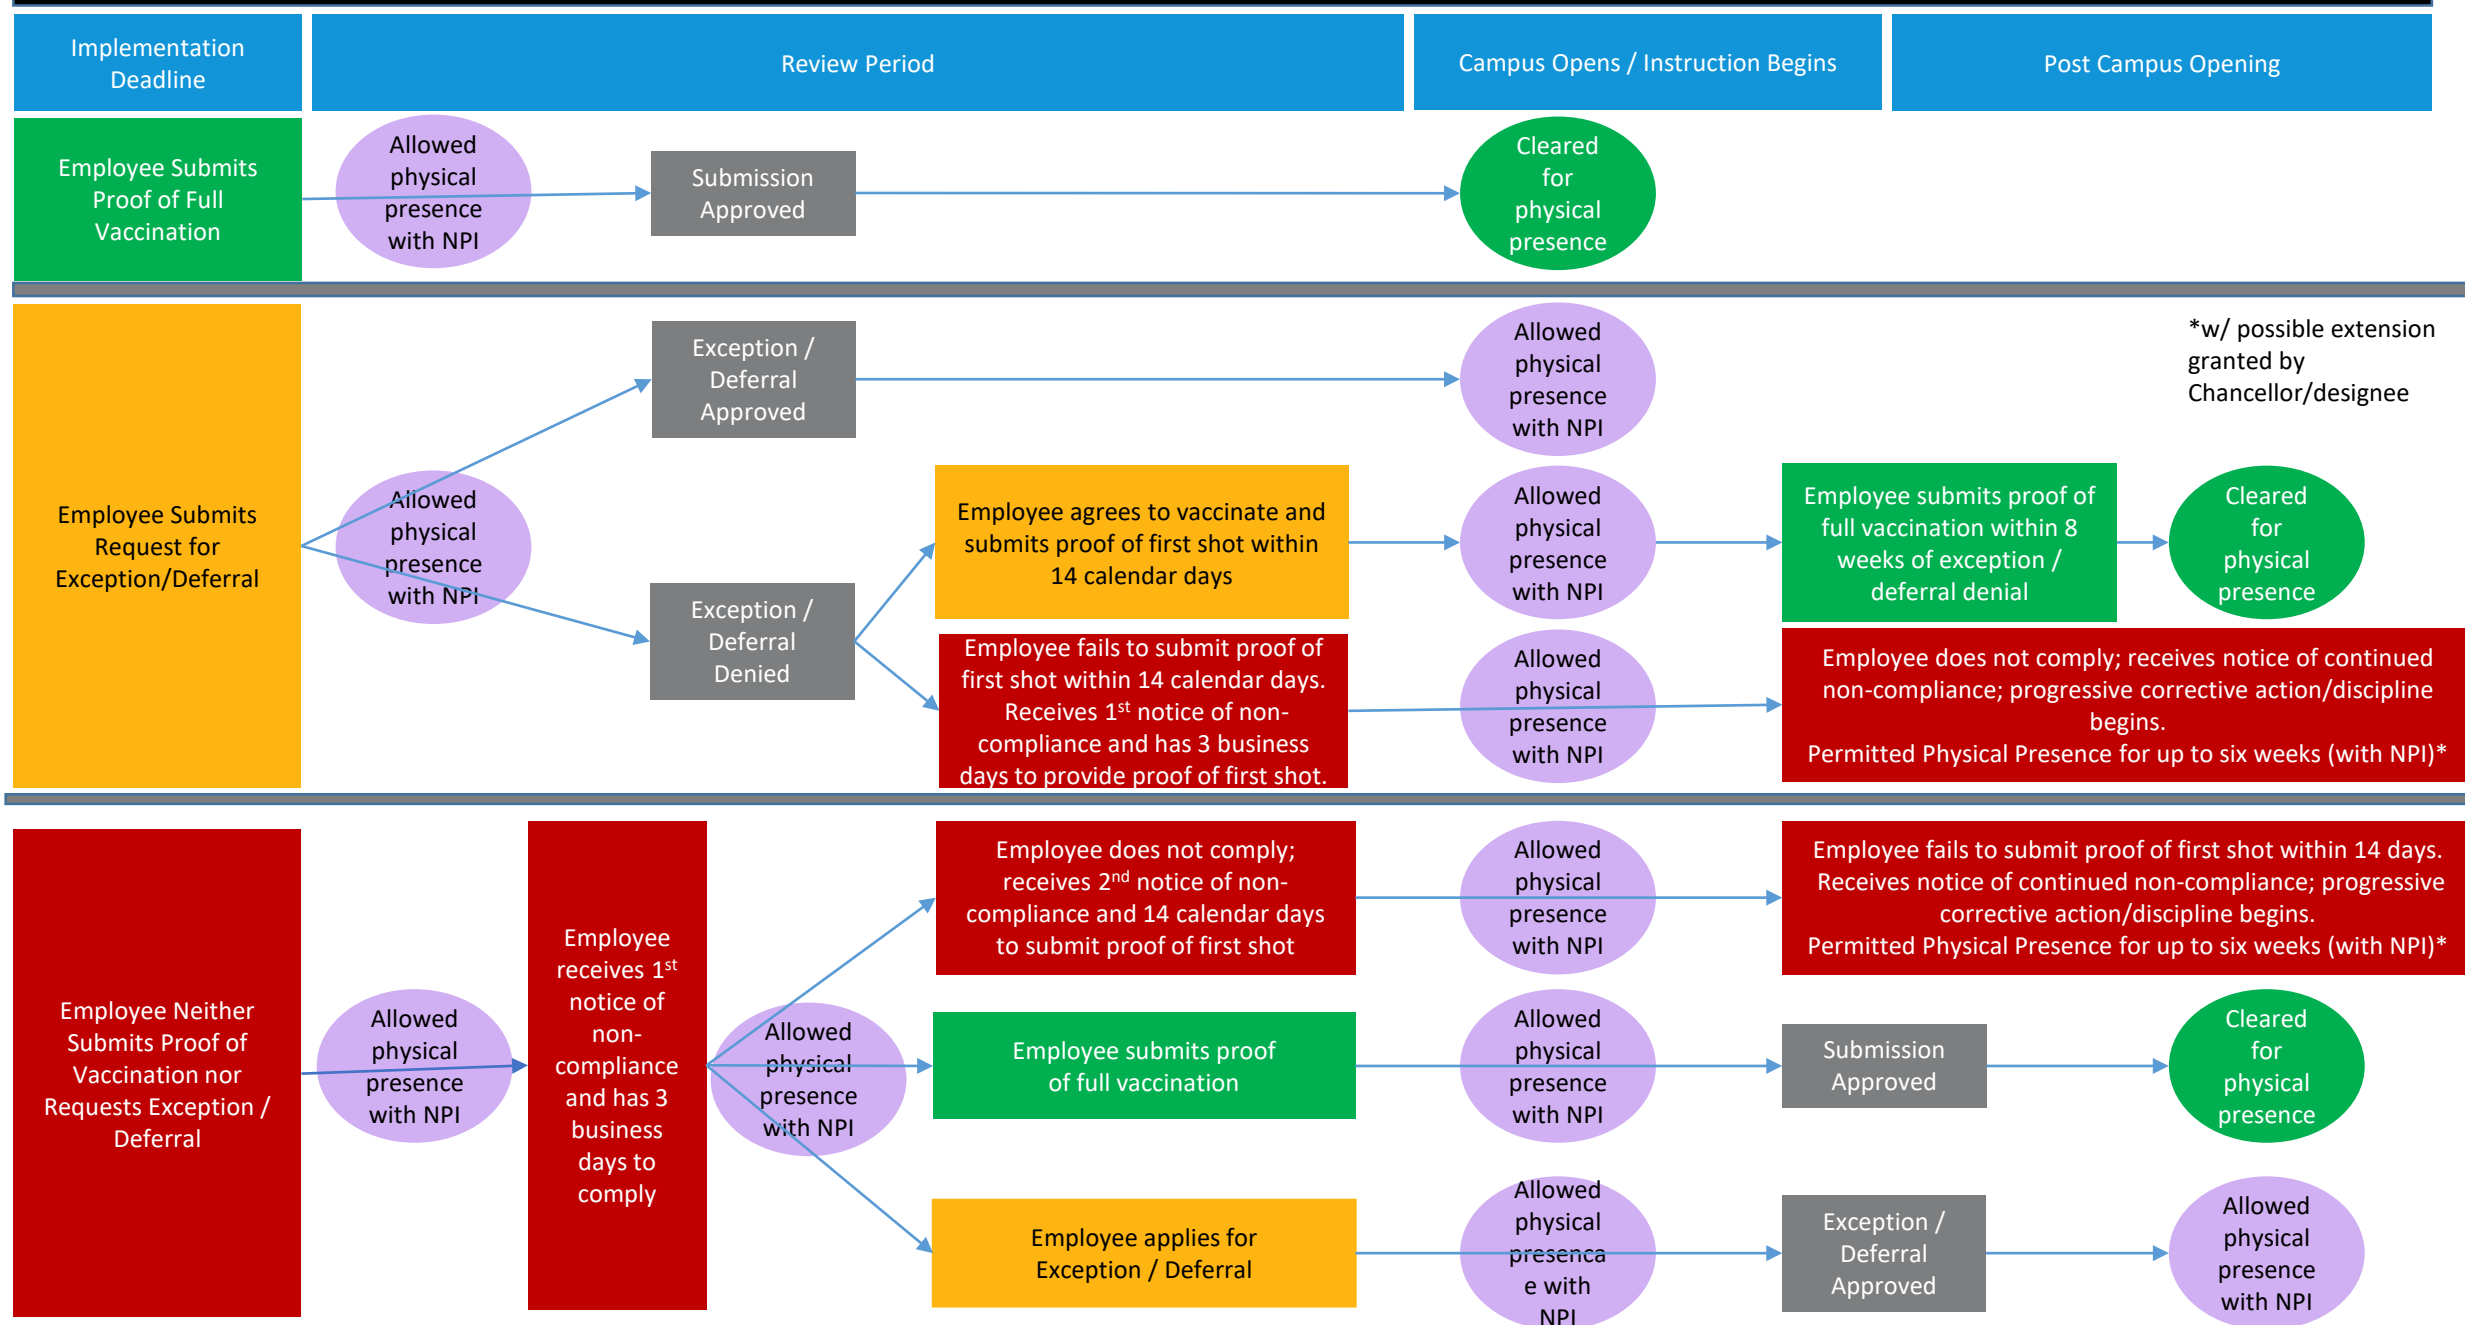 Implementation
Deadline
Review Period
Campus Opens / Instruction Begins
Post Campus Opening
Employee Submits
Proof of Full
Vaccination
Allowed
physical
presence
with NPI
Submission
Approved
Cleared
for
physical
presence
Employee Submits
Request for
Exception/Deferral
Allowed
physical
presence
with NPI
Exception /
Deferral
Approved
Allowed
physical
presence
with NPI
*w/ possible extension
granted by
Chancellor/designee
Exception /
Deferral
Denied
Employee agrees to vaccinate and
submits proof of first shot within
14 calendar days
Allowed
physical
presence
with NPI
Employee submits proof of
full vaccination within 8
weeks of exception /
deferral denial
Cleared
for
physical
presence
Employee fails to submit proof of
first shot within 14 calendar days.
Receives 1st notice of non-
compliance and has 3 business
days to provide proof of first shot.
Allowed
physical
presence
with NPI
Employee does not comply; receives notice of continued
non-compliance; progressive corrective action/discipline
begins.
Permitted Physical Presence for up to six weeks (with NPI)*
Employee Neither
Submits Proof of
Vaccination nor
Requests Exception /
Deferral
Allowed
physical
presence
with NPI
Employee
receives 1st
notice of
non-
compliance
and has 3
business
days to
comply
Allowed
physical
presence
with NPI
Employee does not comply;
receives 2nd notice of non-
compliance and 14 calendar days
to submit proof of first shot
Allowed
physical
presence
with NPI
Employee fails to submit proof of first shot within 14 days.
Receives notice of continued non-compliance; progressive
corrective action/discipline begins.
Permitted Physical Presence for up to six weeks (with NPI)*
Employee submits proof
of full vaccination
Allowed
physical
presence
with NPI
Submission
Approved
Cleared
for
physical
presence
Employee applies for
Exception / Deferral
Allowed
physical
presenca
e with
NPI
Exception /
Deferral
Approved
Allowed
physical
presence
with NPI